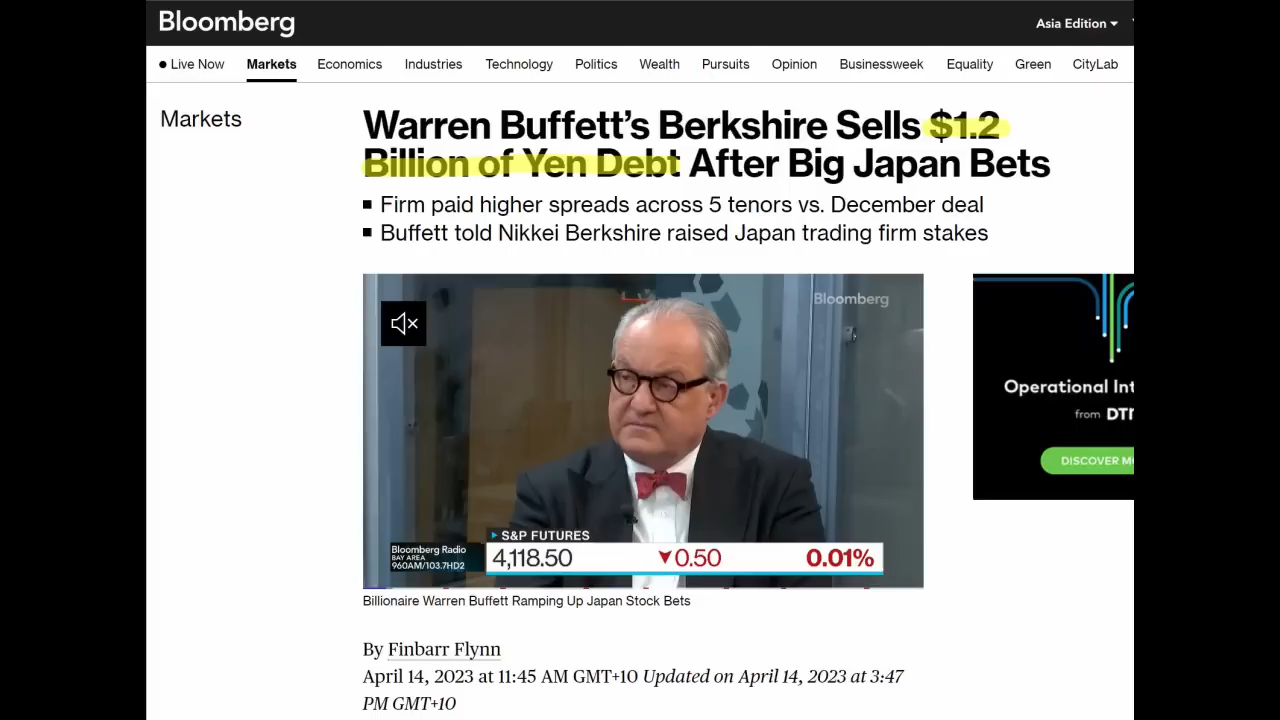 Bloomberg
Asia Edition
Live Now Markets Economics Industries Technology Politics Wealth Pursuits Opinion Businessweek Equality Green CityLab
Markets
Warren Buffett’s Berkshire Sells $1.2
Billion of Yen Debt After Big Japan Bets
Firm paid higher spreads across 5 tenors vs. December deal
Buffett told Nikkei Berkshire raised Japan trading firm stakes
Bloomberg
S&P FUTURES
Bloomberg Radio
BAY AREA
960AM/103.7HD2
4,118.50 ▼0.50 0.01%
Operational Int
from DTN
DISCOVER M
Billionaire Warren Buffett Ramping Up Japan Stock Bets
By Finbarr Flynn
April 14, 2023 at 11:45 AM GMT+10 Updated on April 14, 2023 at 3:47
PM GMT+10